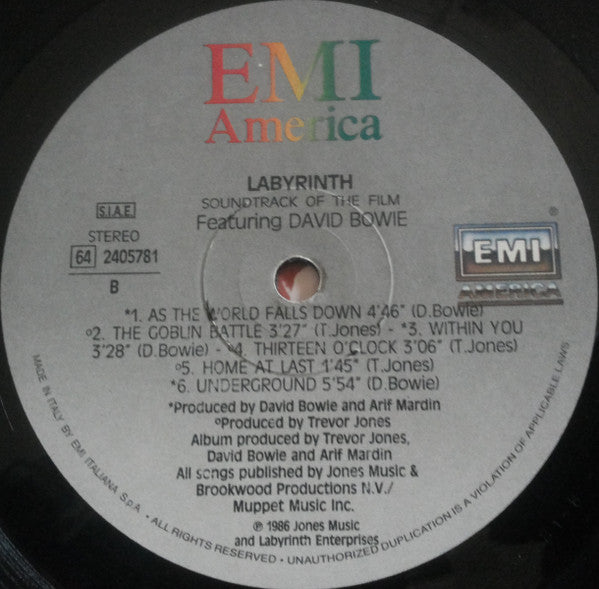 EMI
America
LABYRINTH
SOUNDTRACK OF THE FILM
Featuring DAVID BOWIE
S.I.A.E.
STEREO
64 2405781
B
®
EMI
AMERICA
*1. AS THE WORLD FALLS DOWN 4'46" (D.Bowie)
º2. THE GOBLIN BATTLE 3'27" (T.Jones) - *3. WITHIN YOU
3'28" (D.Bowie) - º4. THIRTEEN O'CLOCK 3'06" (T.Jones)
º5. HOME AT LAST 1'45" (T.Jones)
*6. UNDERGROUND 5'54" (D.Bowie)
*Produced by David Bowie and Arif Mardin
ºProduced by Trevor Jones
Album produced by Trevor Jones,
David Bowie and Arif Mardin
All songs published by Jones Music &
Brookwood Productions N.V./
Muppet Music Inc.
℗ 1986 Jones Music
and Labyrinth Enterprises
MADE IN ITALY BY EMI ITALIANA S.p.A. • ALL RIGHTS RESERVED • UNAUTHORIZED DUPLICATION IS A VIOLATION OF APPLICABLE LAWS